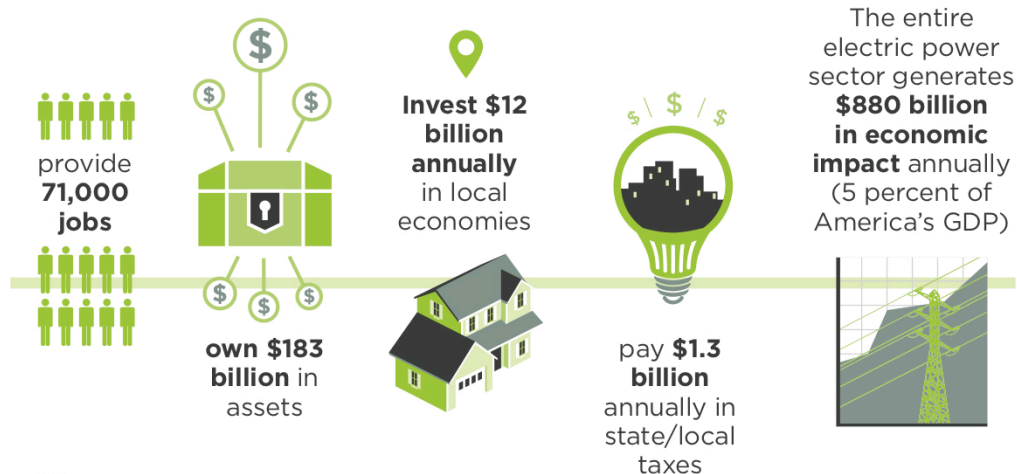 provide
71,000
jobs
$
$
$
$
$
$
own $183
billion in
assets
Invest $12
billion
annually
in local
economies
$ $ $
pay $1.3
billion
annually in
state/local
taxes
The entire
electric power
sector generates
$880 billion
in economic
impact annually
(5 percent of
America’s GDP)